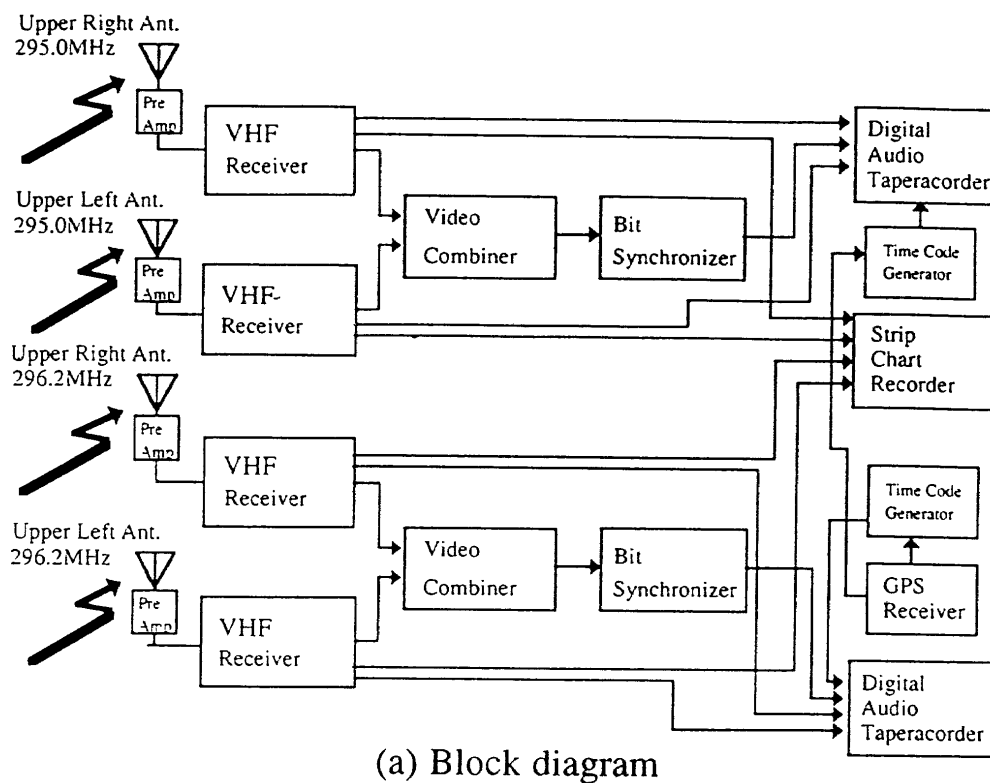 Upper Right Ant.
295.0MHz
Pre
Amp
VHF
Receiver
Digital
Audio
Taperacorder
Upper Left Ant.
295.0MHz
Pre
Amp
Video
Combiner
Bit
Synchronizer
Time Code
Generator
VHF-
Receiver
Strip
Chart
Recorder
Upper Right Ant.
296.2MHz
Pre
Amp
VHF
Receiver
Time Code
Generator
Upper Left Ant.
296.2MHz
Pre
Amp
Video
Combiner
Bit
Synchronizer
GPS
Receiver
VHF
Receiver
Digital
Audio
Taperacorder
(a) Block diagram